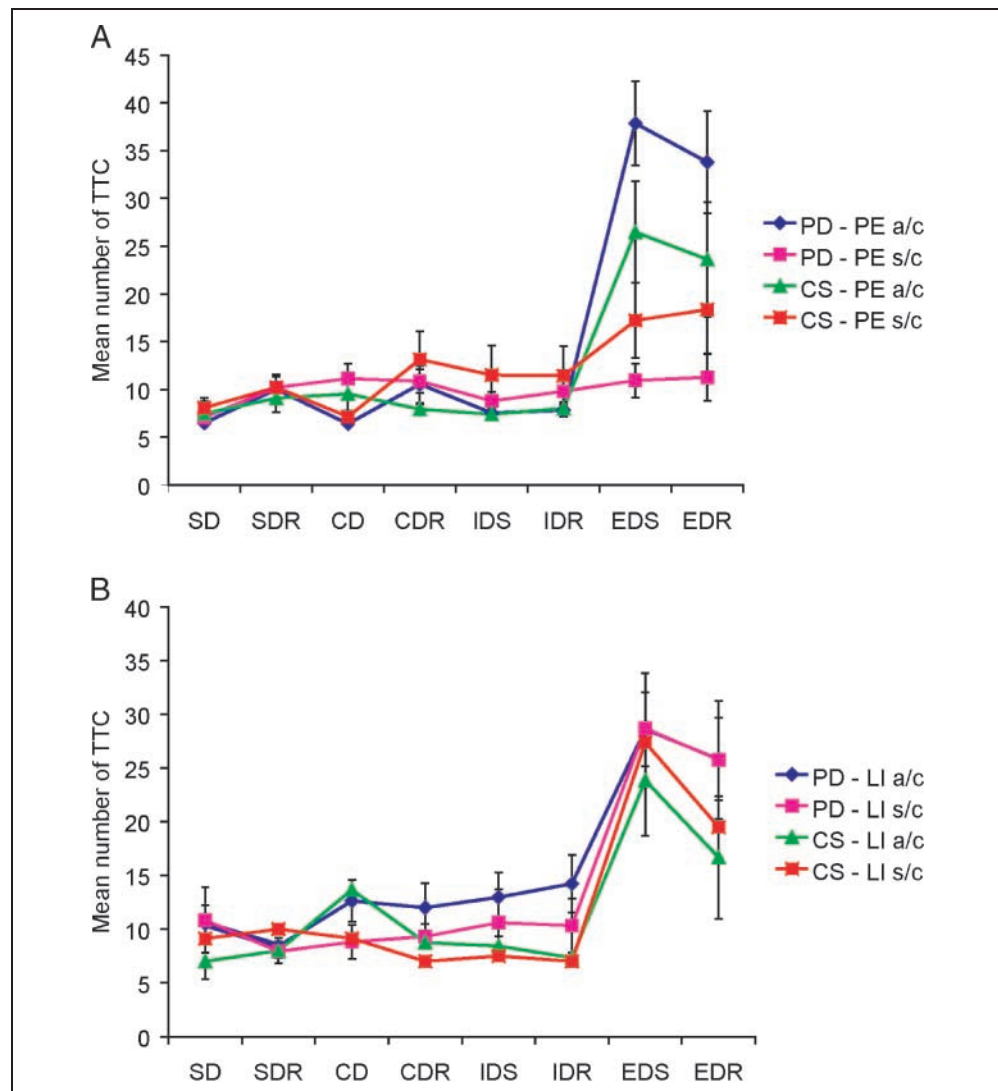 A
Mean number of TTC
45
40
35
30
25
20
15
10
5
0
SD SDR CD CDR IDS IDR EDS EDR
PD - PE a/c
PD - PE s/c
CS - PE a/c
CS - PE s/c
B
Mean number of TTC
40
35
30
25
20
15
10
5
0
SD SDR CD CDR IDS IDR EDS EDR
PD - LI a/c
PD - LI s/c
CS - LI a/c
CS - LI s/c